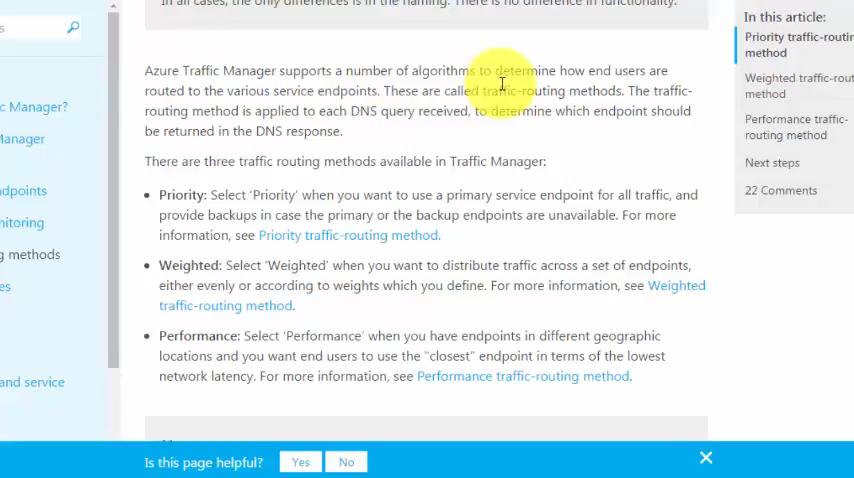 In all cases, the only differences is in the naming. There is no difference in functionality.
s
c Manager?
Manager
ndpoints
nitoring
g methods
es
and service
Azure Traffic Manager supports a number of algorithms to determine how end users are
routed to the various service endpoints. These are called traffic-routing methods. The traffic-
routing method is applied to each DNS query received, to determine which endpoint should
be returned in the DNS response.
There are three traffic routing methods available in Traffic Manager:
• Priority: Select 'Priority' when you want to use a primary service endpoint for all traffic, and
provide backups in case the primary or the backup endpoints are unavailable. For more
information, see Priority traffic-routing method.
• Weighted: Select 'Weighted' when you want to distribute traffic across a set of endpoints,
either evenly or according to weights which you define. For more information, see Weighted
traffic-routing method.
• Performance: Select 'Performance' when you have endpoints in different geographic
locations and you want end users to use the "closest" endpoint in terms of the lowest
network latency. For more information, see Performance traffic-routing method.
In this article:
Priority traffic-routin
method
Weighted traffic-rout
method
Performance traffic-
routing method
Next steps
22 Comments
Is this page helpful? Yes No